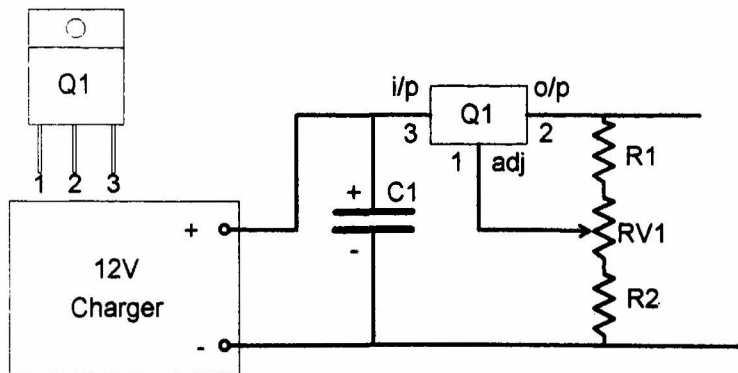 Q1
1 2 3
i/p
o/p
Q1
3
2
1
adj
R1
+
C1
-
RV1
R2
+
12V
Charger
-